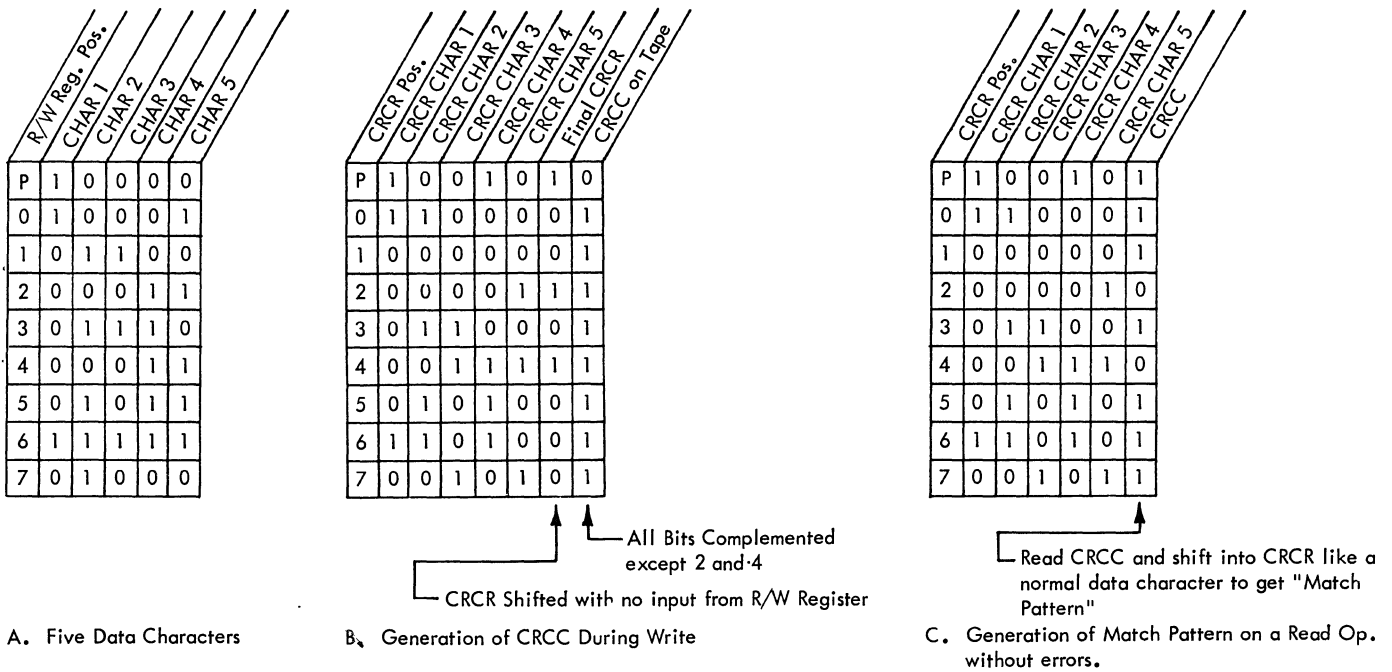 R/W Reg. Pos.
CHAR 1
CHAR 2
CHAR 3
CHAR 4
CHAR 5
P 1 0 0 0 0
0 1 0 0 0 1
1 0 1 1 0 0
2 0 0 0 1 1
3 0 1 1 1 0
4 0 0 0 1 1
5 0 1 0 1 1
6 1 1 1 1 1
7 0 1 0 0 0
A. Five Data Characters
CRCR Pos.
CRCR CHAR 1
CRCR CHAR 2
CRCR CHAR 3
CRCR CHAR 4
CRCR CHAR 5
Final CRCR
CRCC on Tape
P 1 0 0 1 0 1 0
0 1 1 0 0 0 0 1
1 0 0 0 0 0 0 1
2 0 0 0 0 1 1 1
3 0 1 1 0 0 0 1
4 0 0 1 1 1 1 1
5 0 1 0 1 0 0 1
6 1 1 0 1 0 0 1
7 0 0 1 0 1 0 1
All Bits Complemented
except 2 and 4
CRCR Shifted with no input from R/W Register
B. Generation of CRCC During Write
CRCR Pos.
CRCR CHAR 1
CRCR CHAR 2
CRCR CHAR 3
CRCR CHAR 4
CRCR CHAR 5
CRCC
P 1 0 0 1 0 1
0 1 1 0 0 0 1
1 0 0 0 0 0 1
2 0 0 0 0 1 0
3 0 1 1 0 0 1
4 0 0 1 1 1 0
5 0 1 0 1 0 1
6 1 1 0 1 0 1
7 0 0 1 0 1 1
Read CRCC and shift into CRCR like a
normal data character to get "Match
Pattern"
C. Generation of Match Pattern on a Read Op.
without errors.